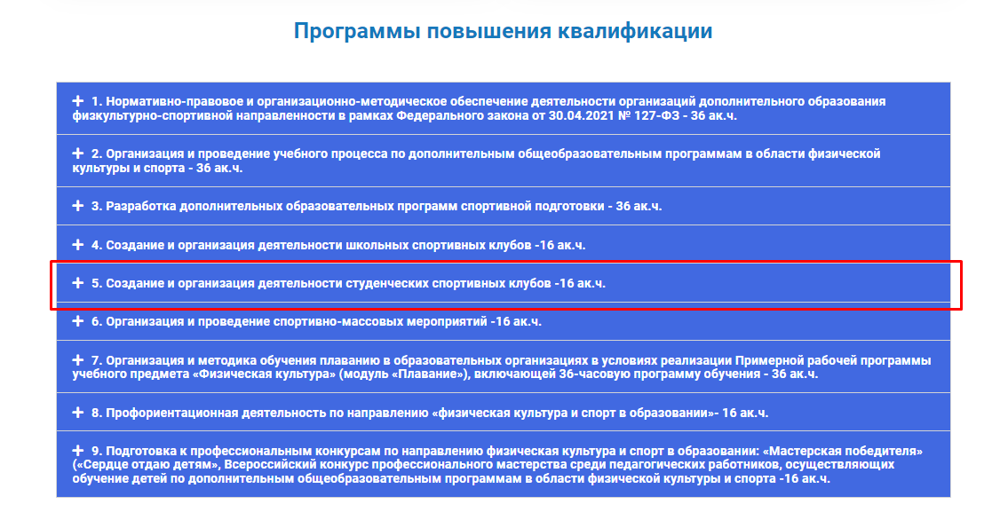 Программы повышения квалификации
1. Нормативно-правовое и организационно-методическое обеспечение деятельности организаций дополнительного образования
физкультурно-спортивной направленности в рамках Федерального закона от 30.04.2021 № 127-ФЗ - 36 ак.ч.
2. Организация и проведение учебного процесса по дополнительным общеобразовательным программам в области физической
культуры и спорта - 36 ак.ч.
3. Разработка дополнительных образовательных программ спортивной подготовки - 36 ак.ч.
4. Создание и организация деятельности школьных спортивных клубов -16 ак.ч.
5. Создание и организация деятельности студенческих спортивных клубов -16 ак.ч.
6. Организация и проведение спортивно-массовых мероприятий -16 ак.ч.
7. Организация и методика обучения плаванию в образовательных организациях в условиях реализации Примерной рабочей программы
учебного предмета «Физическая культура» (модуль «Плавание»), включающей 36-часовую программу обучения - 36 ак.ч.
8. Профориентационная деятельность по направлению «физическая культура и спорт в образовании»- 16 ак.ч.
9. Подготовка к профессиональным конкурсам по направлению физическая культура и спорт в образовании: «Мастерская победителя»
(«Сердце отдаю детям», Всероссийский конкурс профессионального мастерства среди педагогических работников, осуществляющих
обучение детей по дополнительным общеобразовательным программам в области физической культуры и спорта -16 ак.ч.